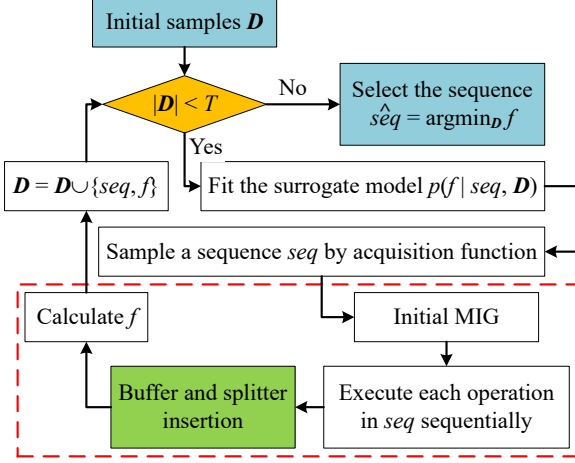 Initial samples D
|D| < T
No
Select the sequence
sêq = argmin_D f
Yes
D = D∪{seq, f}
Fit the surrogate model p(f | seq, D)
Sample a sequence seq by acquisition function
Calculate f
Initial MIG
Buffer and splitter
insertion
Execute each operation
in seq sequentially